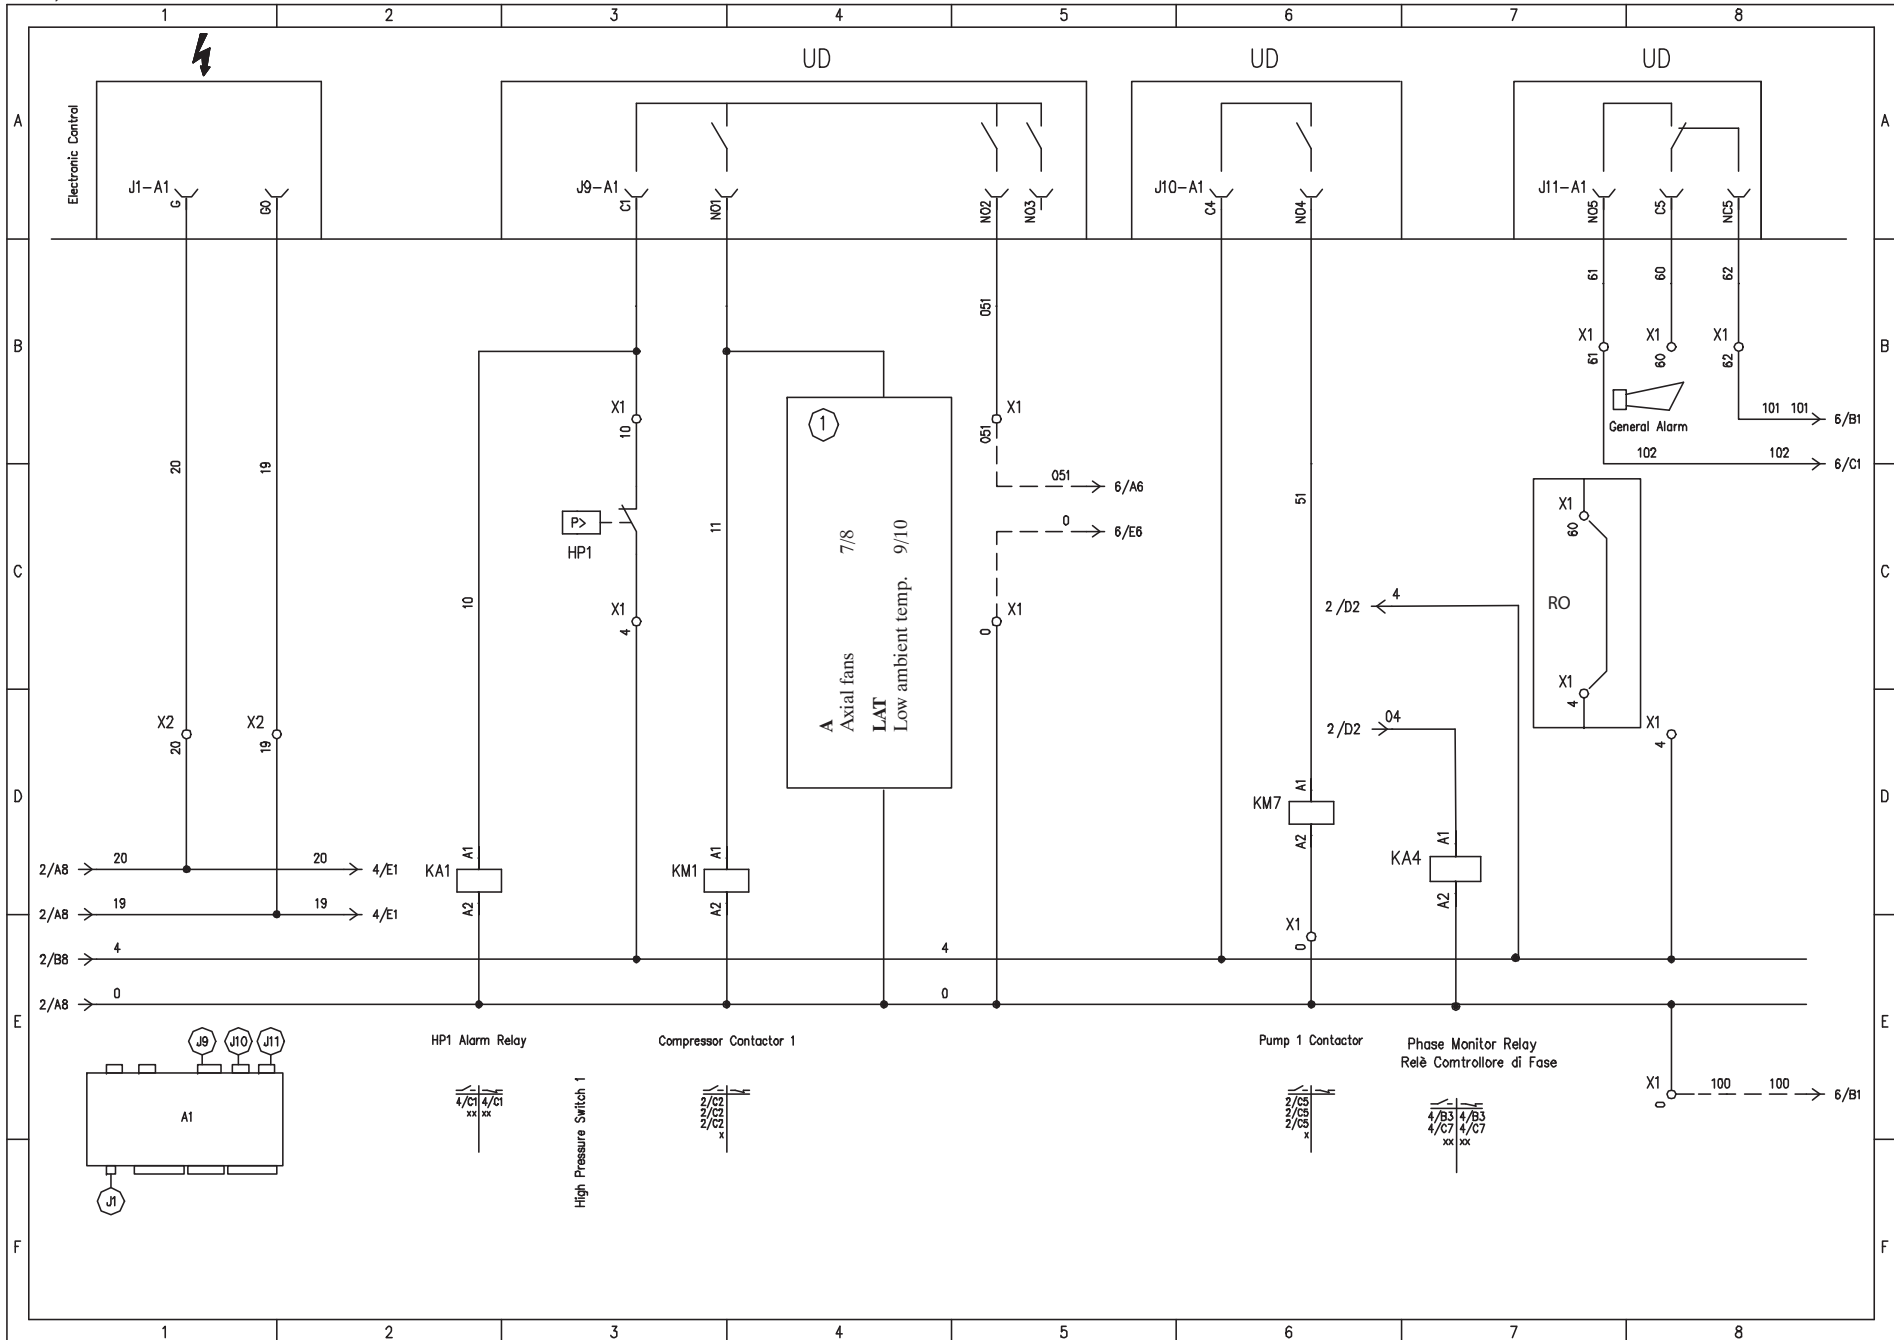 1 2 3 4 5 6 7 8
UD UD UD
A A
Electronic Control
J1-A1 J9-A1 J10-A1 J11-A1
G G0 C1 NO1 NO2 NO3 C4 NO4 NO5 C5 NC5
051 61 60 62
B B
X1 X1 X1
61 60 62
X1 X1
10 051
1
General Alarm
101 101 6/B1
102 102 6/C1
20 19
051 6/A6
0 6/E6
P>
HP1
11
51
X1
60
C C
10
X1 X1
4 0
2/D2 4
RO
A
Axial fans 7/8
LAT
Low ambient temp. 9/10
X1
4
X2 X2
20 19
2/D2 04
X1
4
D D
KM7 A1 A2
KA4 A1 A2
KA1 A1 A2
KM1 A1 A2
2/A8 20 20 4/E1
2/A8 19 19 4/E1
X1
0
2/B8 4 4
2/A8 0 0
E E
J9 J10 J11
A1
J1
HP1 Alarm Relay
4/C1 4/C1
xx xx
High Pressure Switch 1
Compressor Contactor 1
2/C2
2/C2
2/C2
x
Pump 1 Contactor
2/C5
2/C5
2/C5
x
Phase Monitor Relay
Relè Comtrollore di Fase
4/B3 4/B3
4/C7 4/C7
xx xx
X1
0
100 100 6/B1
F F
1 2 3 4 5 6 7 8